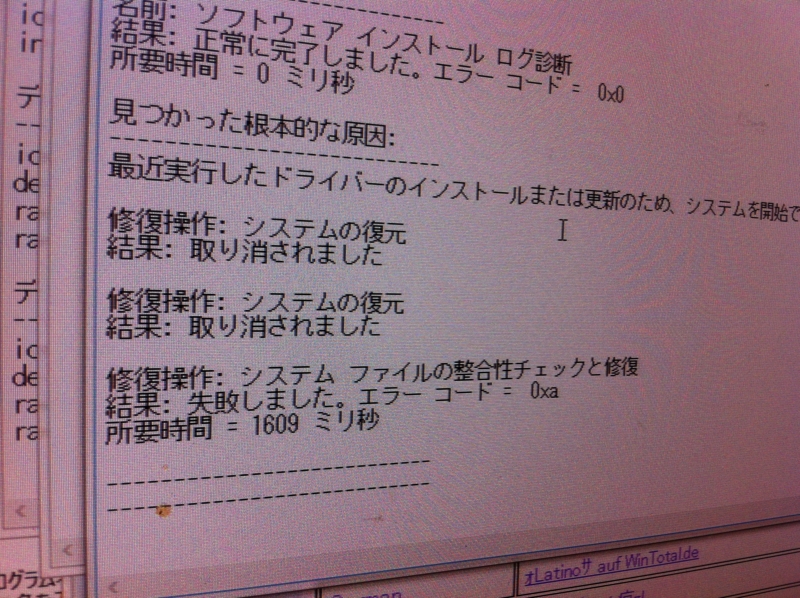 名前: ソフトウェア インストール ログ診断
結果: 正常に完了しました。エラー コード = 0x0
所要時間 = 0 ミリ秒
見つかった根本的な原因:
---------------------------
最近実行したドライバーのインストールまたは更新のため、システムを開始で
修復操作: システムの復元
結果: 取り消されました
修復操作: システムの復元
結果: 取り消されました
修復操作: システム ファイルの整合性チェックと修復
結果: 失敗しました。エラー コード = 0xa
所要時間 = 1609 ミリ秒
---------------------------
---------------------------
ic
デ
--
ic
de
ra
ra
デ
--
ic
de
ra
ra
ログラム
オLatinoサ auf WinTotal.de